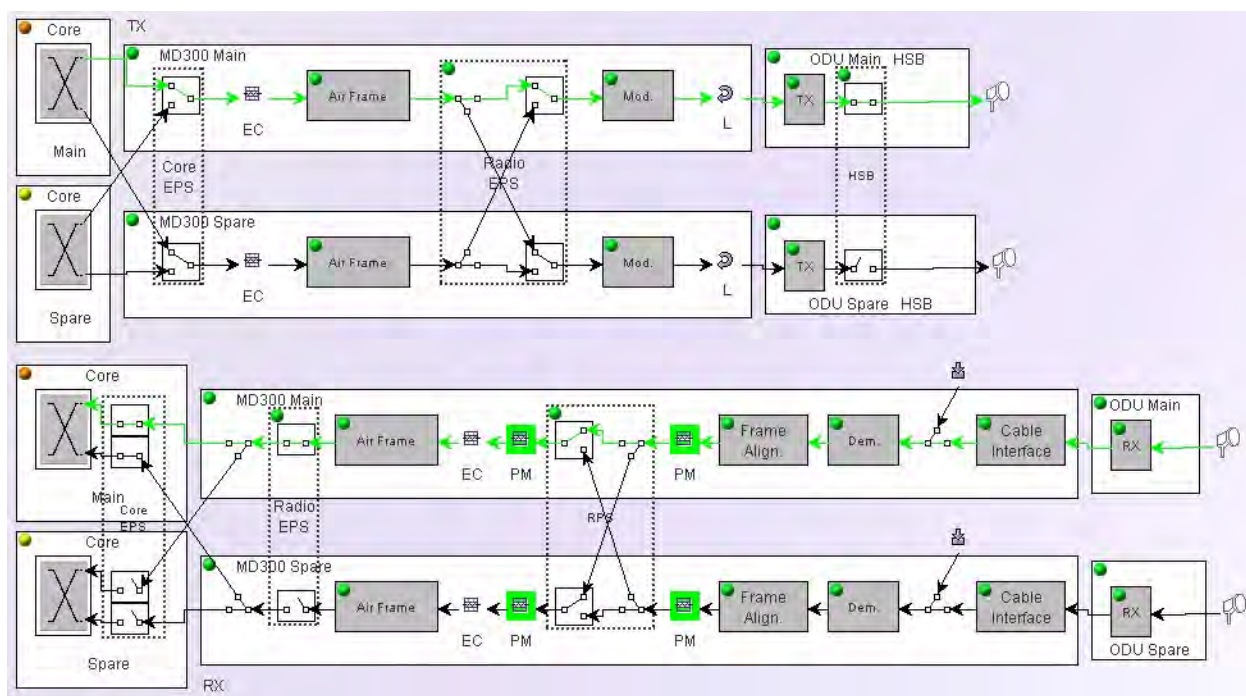 Core
TX
MD300 Main
ODU Main HSB
Air Frame
Mod.
TX
EC
L
Main
Core
EPS
Radio
EPS
HSB
Core
MD300 Spare
Air Frame
Mod.
TX
EC
L
Spare
ODU Spare HSB
Core
MD300 Main
ODU Main
Air Frame
Frame
Align.
Dem.
Cable
Interface
RX
EC
PM
PM
Main
Core
EPS
Radio
EPS
RPS
Core
MD300 Spare
Air Frame
Frame
Align.
Dem.
Cable
Interface
RX
EC
PM
PM
ODU Spare
Spare
RX